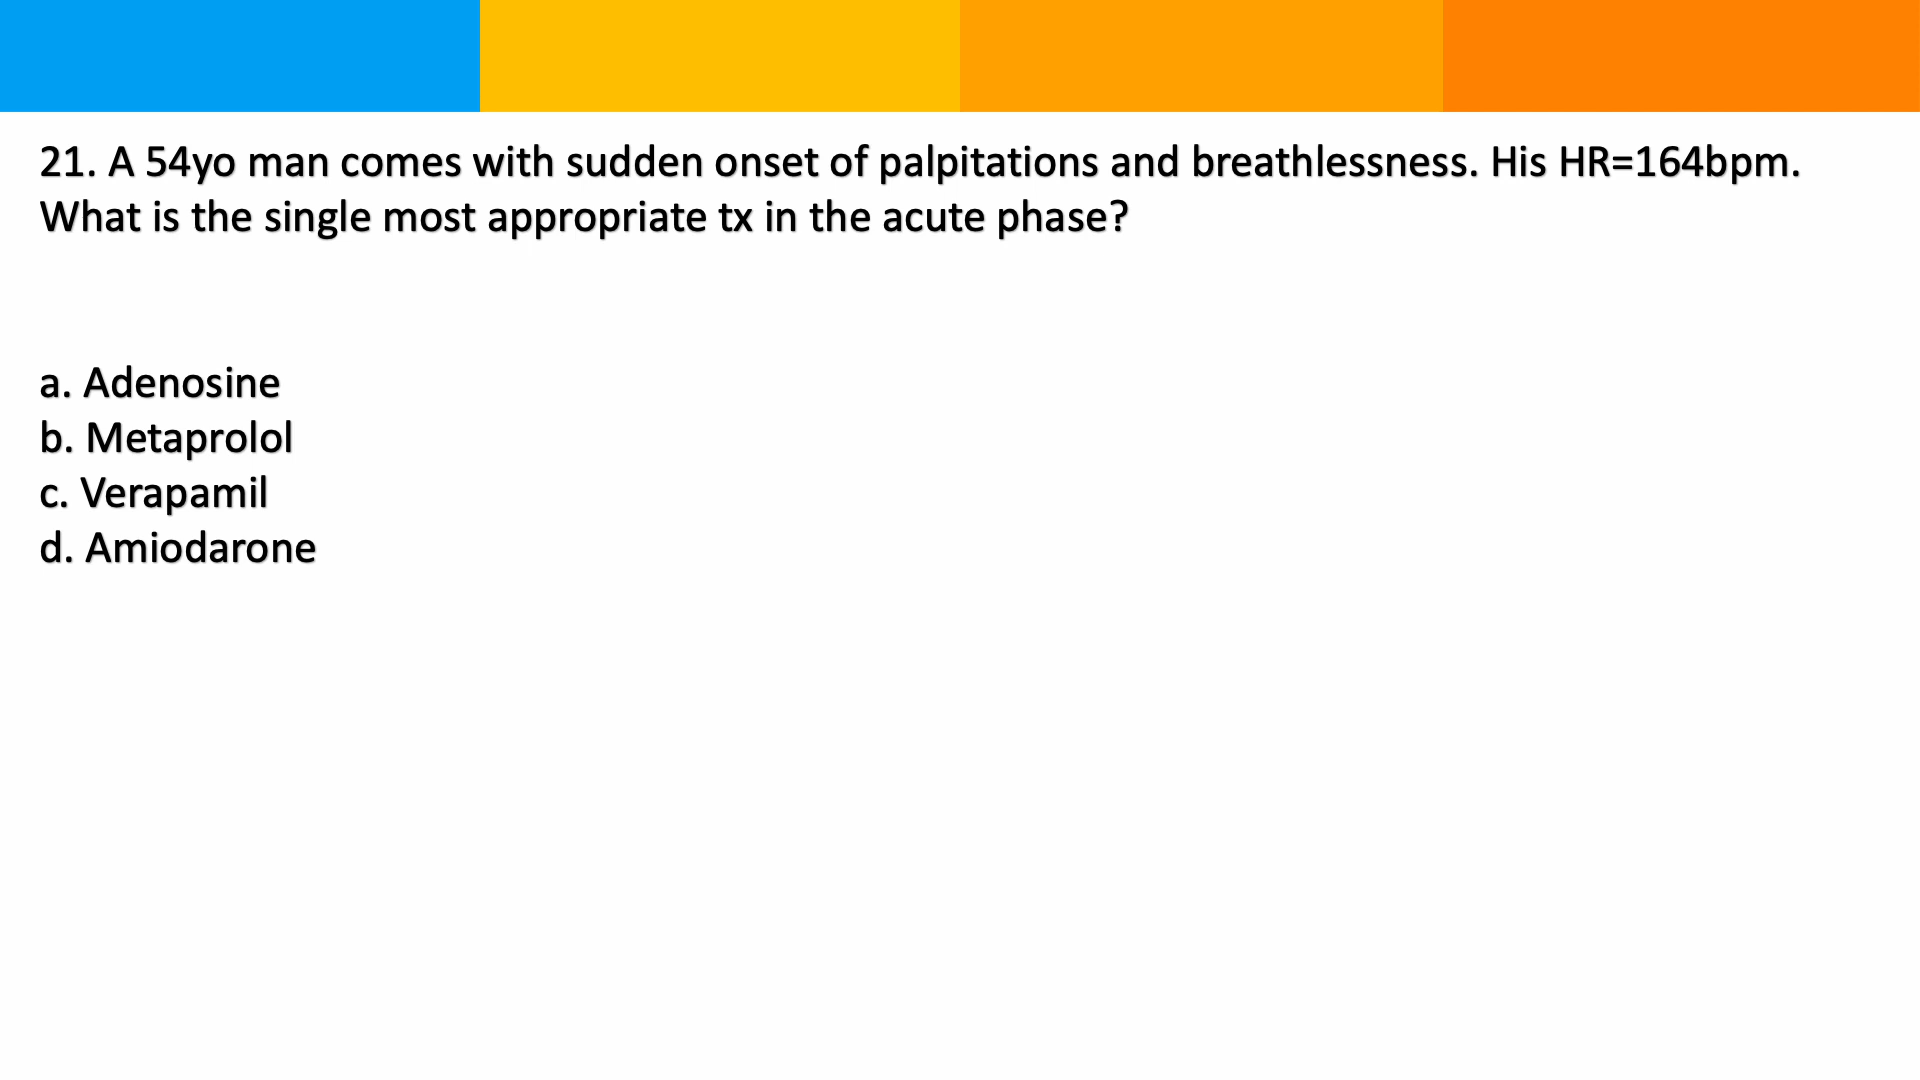 21. A 54yo man comes with sudden onset of palpitations and breathlessness. His HR=164bpm.
What is the single most appropriate tx in the acute phase?
a. Adenosine
b. Metaprolol
c. Verapamil
d. Amiodarone